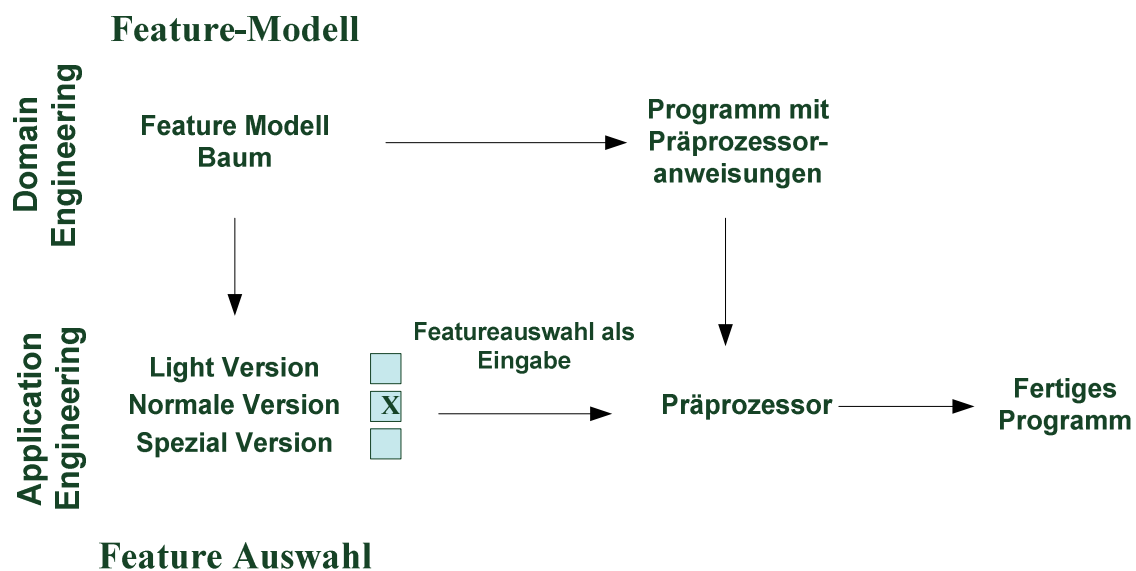 Feature-Modell
Domain
Engineering
Feature Modell
Baum
Programm mit
Präprozessor-
anweisungen
Application
Engineering
Light Version
Normale Version X
Spezial Version
Featureauswahl als
Eingabe
Präprozessor
Fertiges
Programm
Feature Auswahl